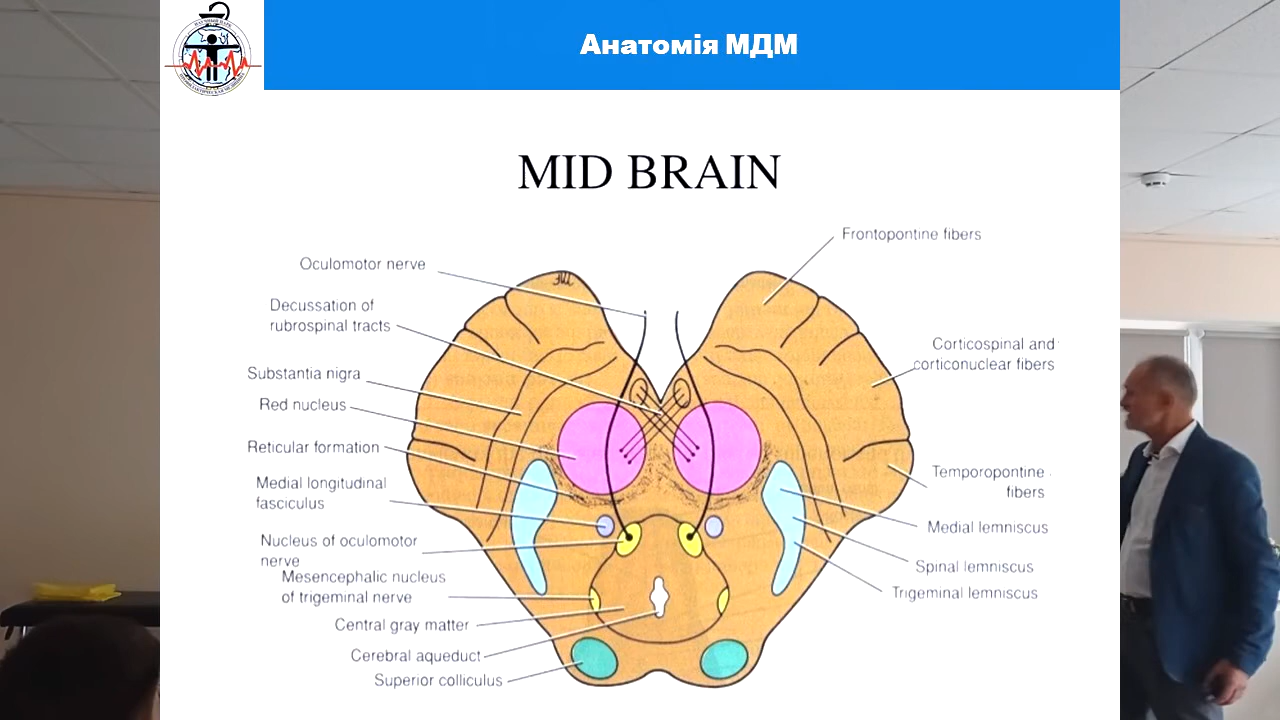 Анатомія МДМ
MID BRAIN
Oculomotor nerve
Decussation of
rubrospinal tracts
Substantia nigra
Red nucleus
Reticular formation
Medial longitudinal
fasciculus
Nucleus of oculomotor
nerve
Mesencephalic nucleus
of trigeminal nerve
Central gray matter
Cerebral aqueduct
Superior colliculus
Frontopontine fibers
Corticospinal and
corticonuclear fibers
Temporopontine
fibers
Medial lemniscus
Spinal lemniscus
Trigeminal lemniscus